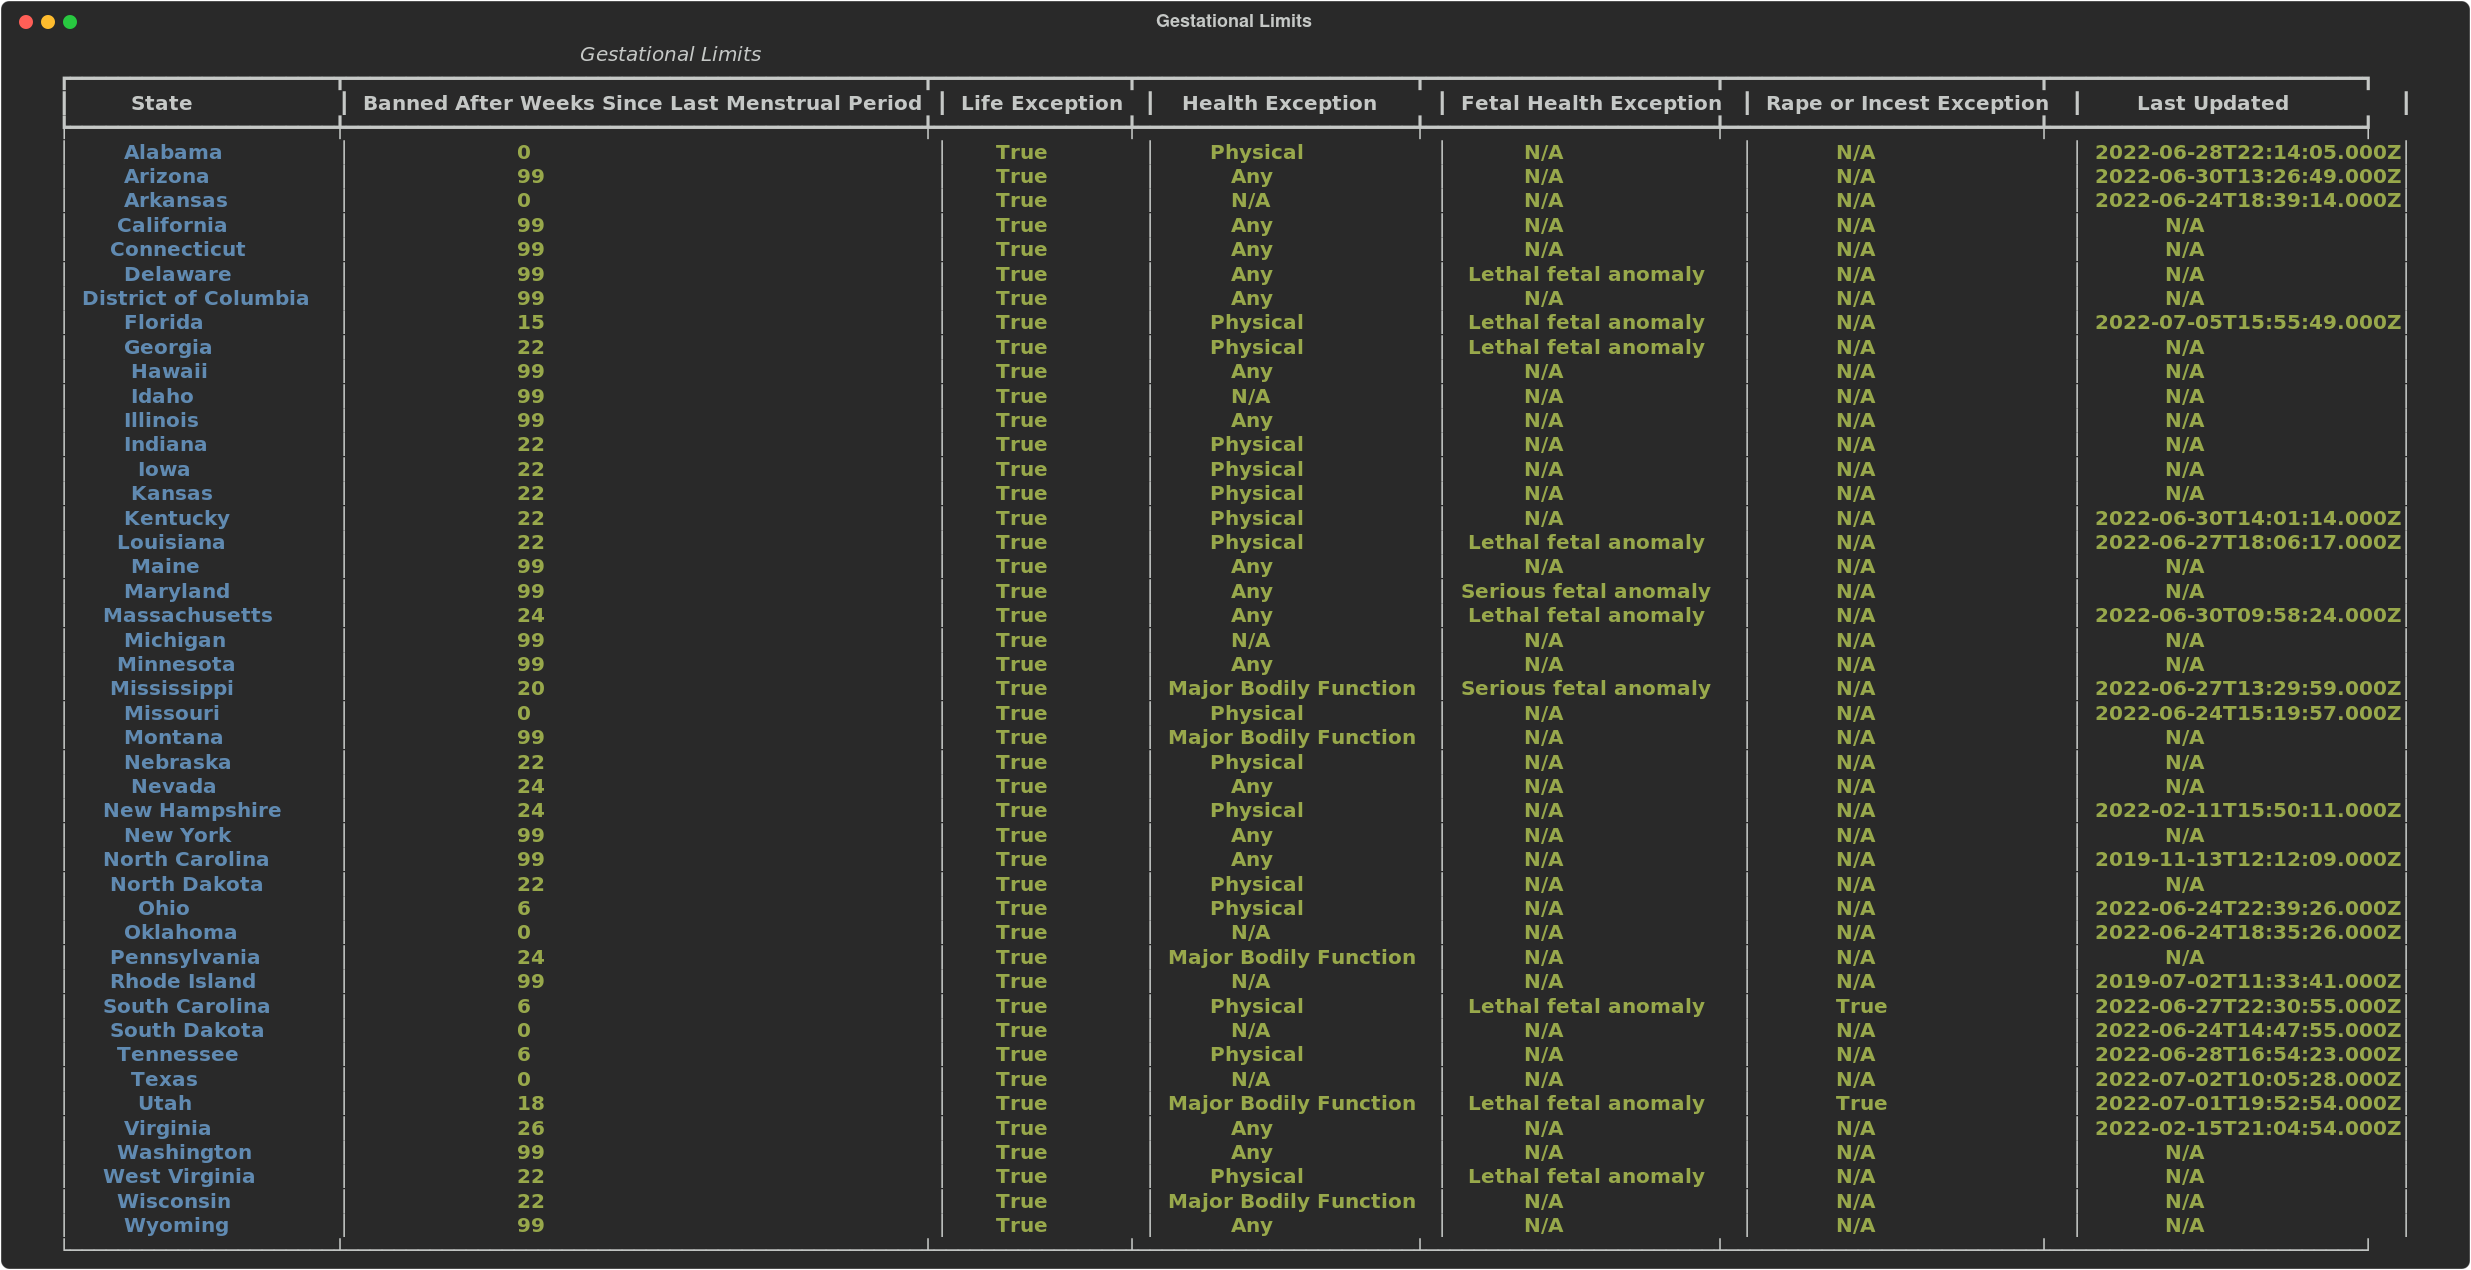 Gestational Limits
Gestational Limits
State Banned After Weeks Since Last Menstrual Period Life Exception Health Exception Fetal Health Exception Rape or Incest Exception Last Updated
Alabama 0 True Physical N/A N/A 2022-06-28T22:14:05.000Z
Arizona 99 True Any N/A N/A 2022-06-30T13:26:49.000Z
Arkansas 0 True N/A N/A N/A 2022-06-24T18:39:14.000Z
California 99 True Any N/A N/A N/A
Connecticut 99 True Any N/A N/A N/A
Delaware 99 True Any Lethal fetal anomaly N/A N/A
District of Columbia 99 True Any N/A N/A N/A
Florida 15 True Physical Lethal fetal anomaly N/A 2022-07-05T15:55:49.000Z
Georgia 22 True Physical Lethal fetal anomaly N/A N/A
Hawaii 99 True Any N/A N/A N/A
Idaho 99 True N/A N/A N/A N/A
Illinois 99 True Any N/A N/A N/A
Indiana 22 True Physical N/A N/A N/A
Iowa 22 True Physical N/A N/A N/A
Kansas 22 True Physical N/A N/A N/A
Kentucky 22 True Physical N/A N/A 2022-06-30T14:01:14.000Z
Louisiana 22 True Physical Lethal fetal anomaly N/A 2022-06-27T18:06:17.000Z
Maine 99 True Any N/A N/A N/A
Maryland 99 True Any Serious fetal anomaly N/A N/A
Massachusetts 24 True Any Lethal fetal anomaly N/A 2022-06-30T09:58:24.000Z
Michigan 99 True N/A N/A N/A N/A
Minnesota 99 True Any N/A N/A N/A
Mississippi 20 True Major Bodily Function Serious fetal anomaly N/A 2022-06-27T13:29:59.000Z
Missouri 0 True Physical N/A N/A 2022-06-24T15:19:57.000Z
Montana 99 True Major Bodily Function N/A N/A N/A
Nebraska 22 True Physical N/A N/A N/A
Nevada 24 True Any N/A N/A N/A
New Hampshire 24 True Physical N/A N/A 2022-02-11T15:50:11.000Z
New York 99 True Any N/A N/A N/A
North Carolina 99 True Any N/A N/A 2019-11-13T12:12:09.000Z
North Dakota 22 True Physical N/A N/A N/A
Ohio 6 True Physical N/A N/A 2022-06-24T22:39:26.000Z
Oklahoma 0 True N/A N/A N/A 2022-06-24T18:35:26.000Z
Pennsylvania 24 True Major Bodily Function N/A N/A N/A
Rhode Island 99 True N/A N/A N/A 2019-07-02T11:33:41.000Z
South Carolina 6 True Physical Lethal fetal anomaly True 2022-06-27T22:30:55.000Z
South Dakota 0 True N/A N/A N/A 2022-06-24T14:47:55.000Z
Tennessee 6 True Physical N/A N/A 2022-06-28T16:54:23.000Z
Texas 0 True N/A N/A N/A 2022-07-02T10:05:28.000Z
Utah 18 True Major Bodily Function Lethal fetal anomaly True 2022-07-01T19:52:54.000Z
Virginia 26 True Any N/A N/A 2022-02-15T21:04:54.000Z
Washington 99 True Any N/A N/A N/A
West Virginia 22 True Physical Lethal fetal anomaly N/A N/A
Wisconsin 22 True Major Bodily Function N/A N/A N/A
Wyoming 99 True Any N/A N/A N/A